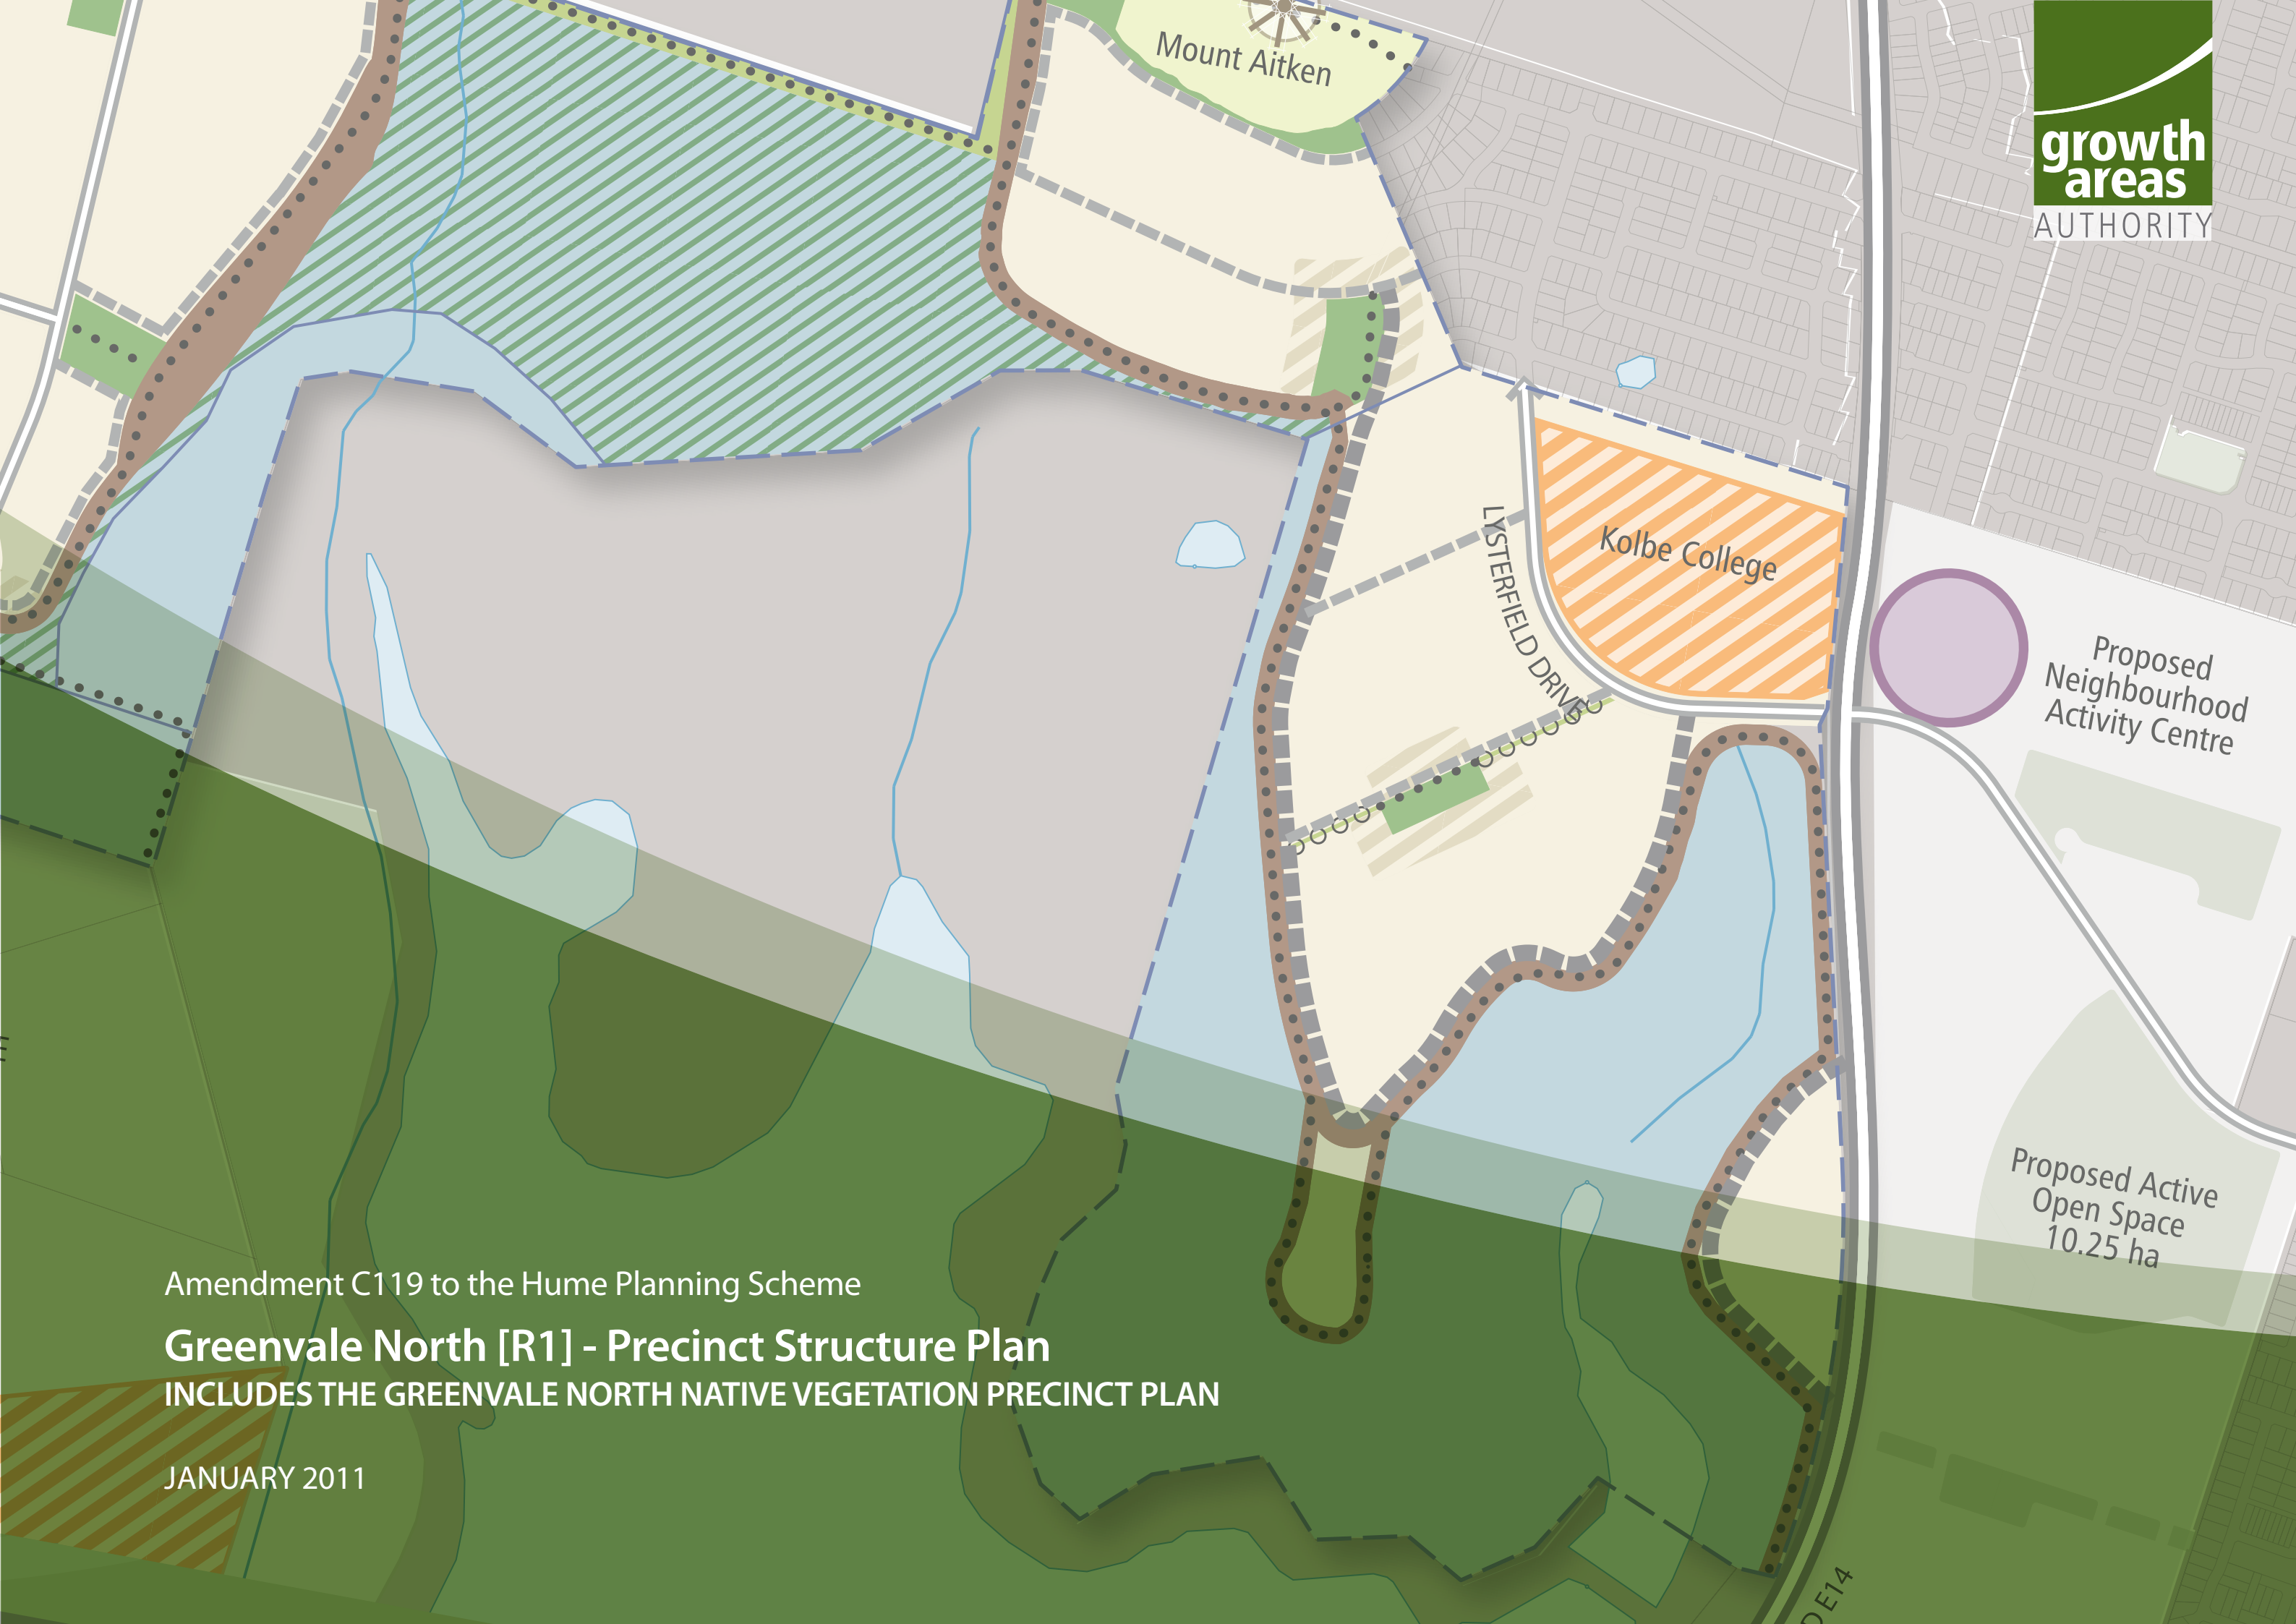 Mount Aitken
growth
areas
AUTHORITY
Kolbe College
LYSTERFIELD DRIVE
Proposed
Neighbourhood
Activity Centre
Proposed Active
Open Space
10.25 ha
Amendment C119 to the Hume Planning Scheme
Greenvale North [R1] - Precinct Structure Plan
INCLUDES THE GREENVALE NORTH NATIVE VEGETATION PRECINCT PLAN
JANUARY 2011
E14